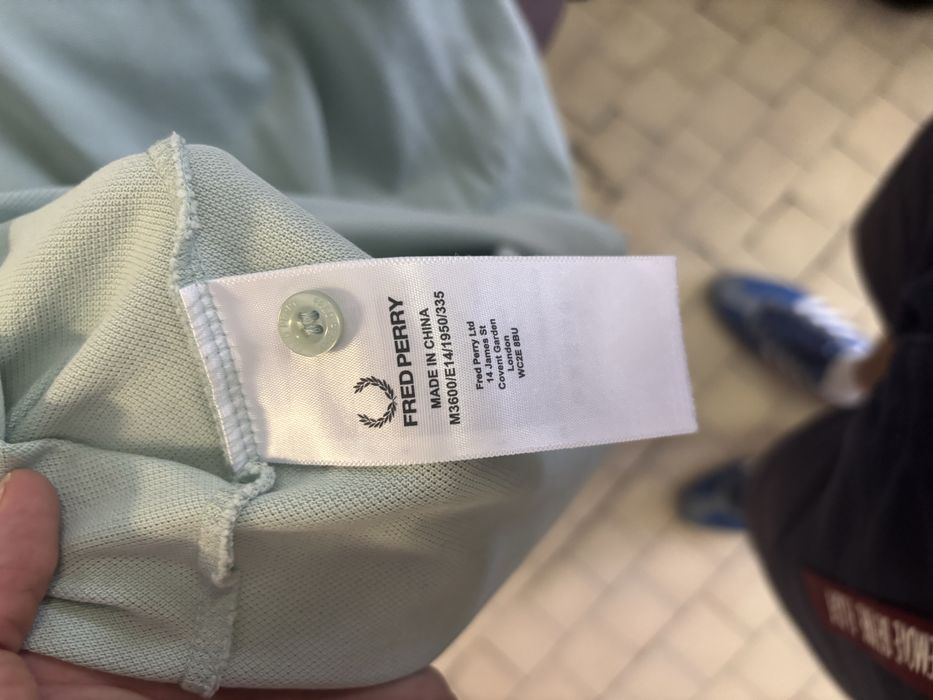 FRED PERRY
MADE IN CHINA
M3600/E14/1950/335
Fred Perry Ltd
14 James St
Covent Garden
London
WC2E 8BU